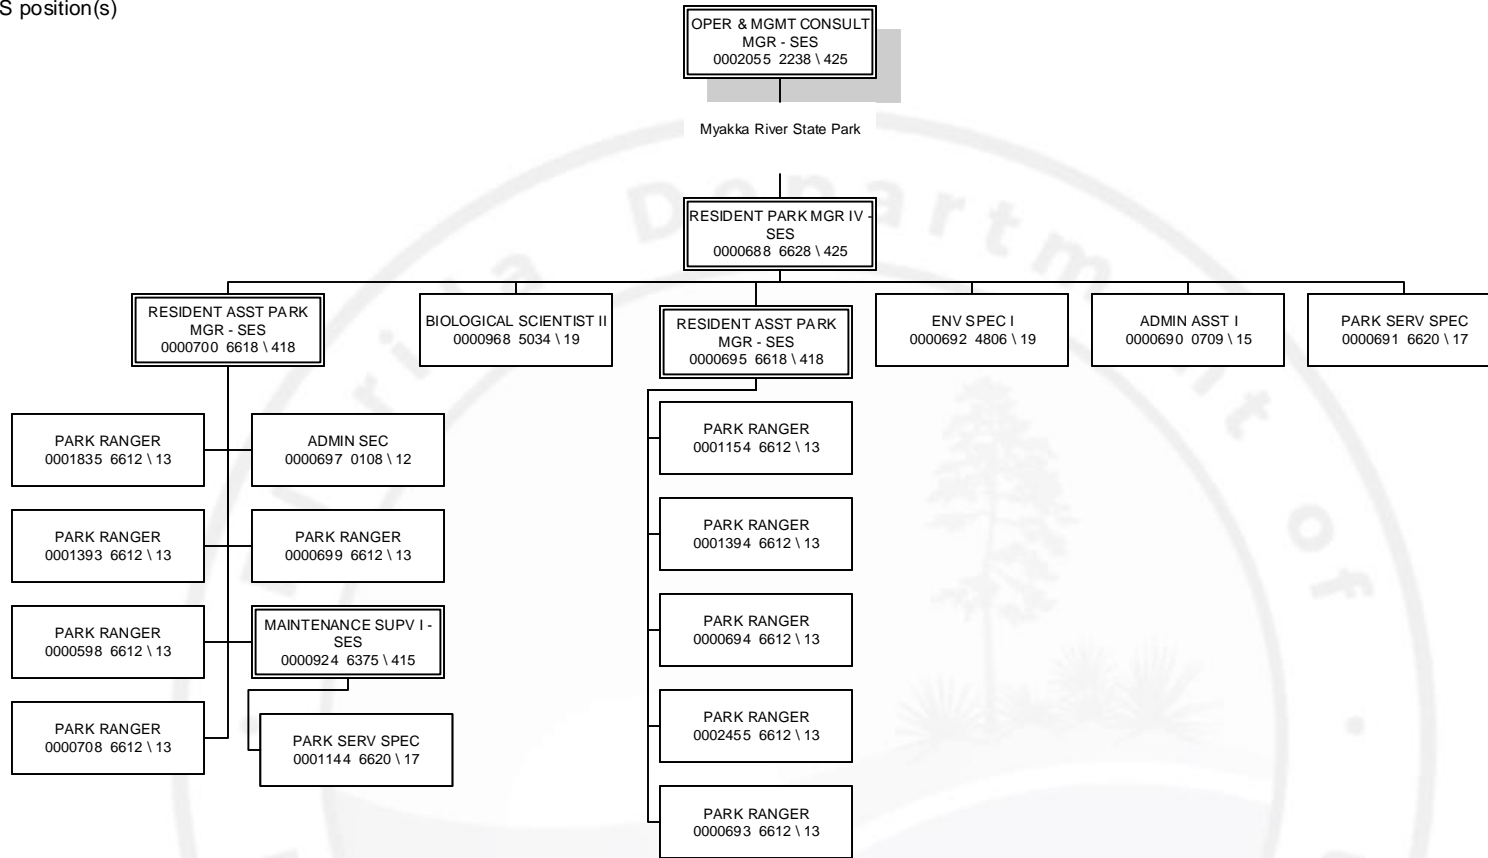 S position(s)
OPER & MGMT CONSULT
MGR - SES
0002055 2238 \ 425
Myakka River State Park
RESIDENT PARK MGR IV -
SES
0000688 6628 \ 425
RESIDENT ASST PARK
MGR - SES
0000700 6618 \ 418
BIOLOGICAL SCIENTIST II
0000968 5034 \ 19
RESIDENT ASST PARK
MGR - SES
0000695 6618 \ 418
ENV SPEC I
0000692 4806 \ 19
ADMIN ASST I
0000690 0709 \ 15
PARK SERV SPEC
0000691 6620 \ 17
PARK RANGER
0001835 6612 \ 13
ADMIN SEC
0000697 0108 \ 12
PARK RANGER
0001393 6612 \ 13
PARK RANGER
0000699 6612 \ 13
PARK RANGER
0000598 6612 \ 13
MAINTENANCE SUPV I -
SES
0000924 6375 \ 415
PARK RANGER
0000708 6612 \ 13
PARK SERV SPEC
0001144 6620 \ 17
PARK RANGER
0001154 6612 \ 13
PARK RANGER
0001394 6612 \ 13
PARK RANGER
0000694 6612 \ 13
PARK RANGER
0002455 6612 \ 13
PARK RANGER
0000693 6612 \ 13
Florida Department of